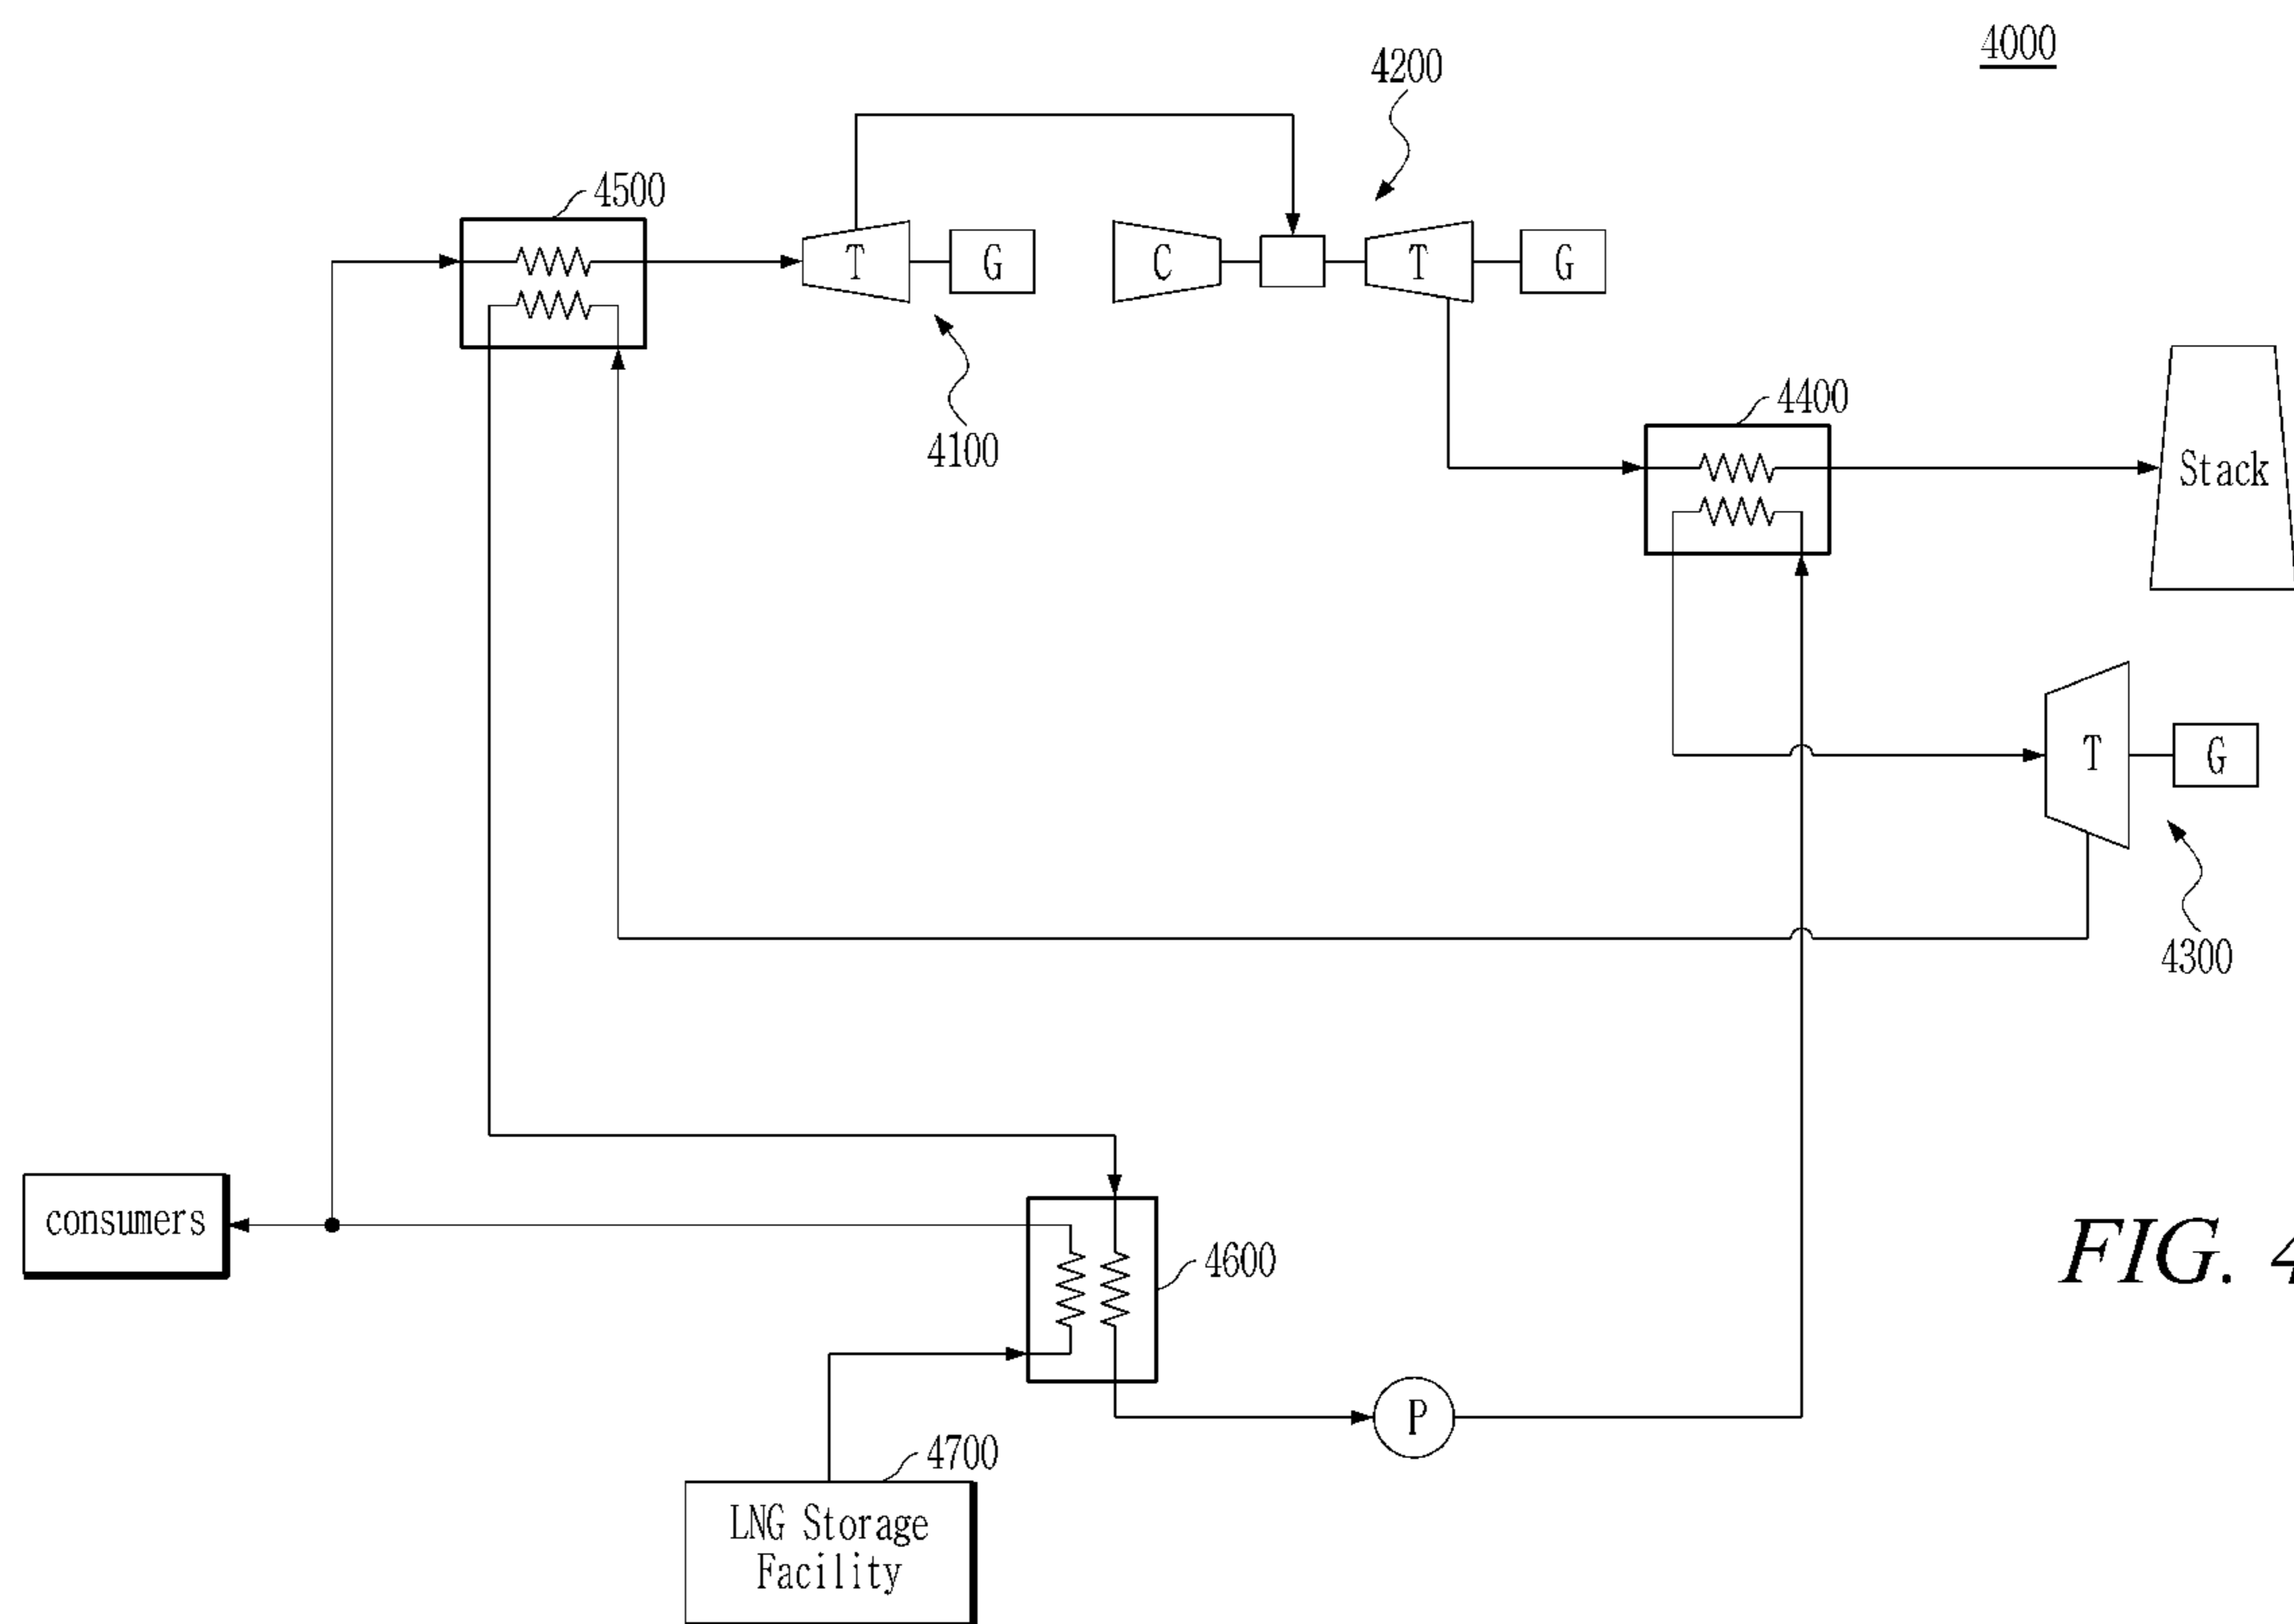 4000
4200
4500
T
G
C
T
G
4100
4400
Stack
T
G
4300
consumers
4600
FIG. 4
P
4700
LNG Storage
Facility